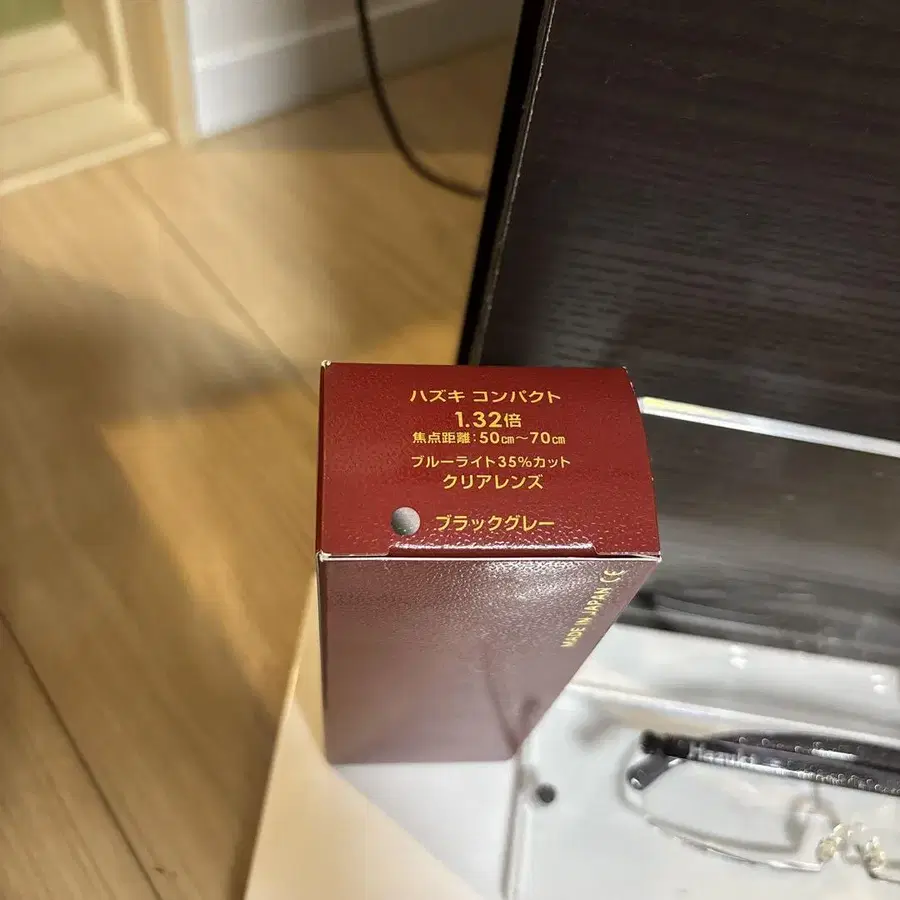 ハズキ コンパクト
1.32倍
焦点距離:50㎝〜70㎝
ブルーライト35%カット
クリアレンズ
ブラックグレー
MADE IN JAPAN CE
Hazuki